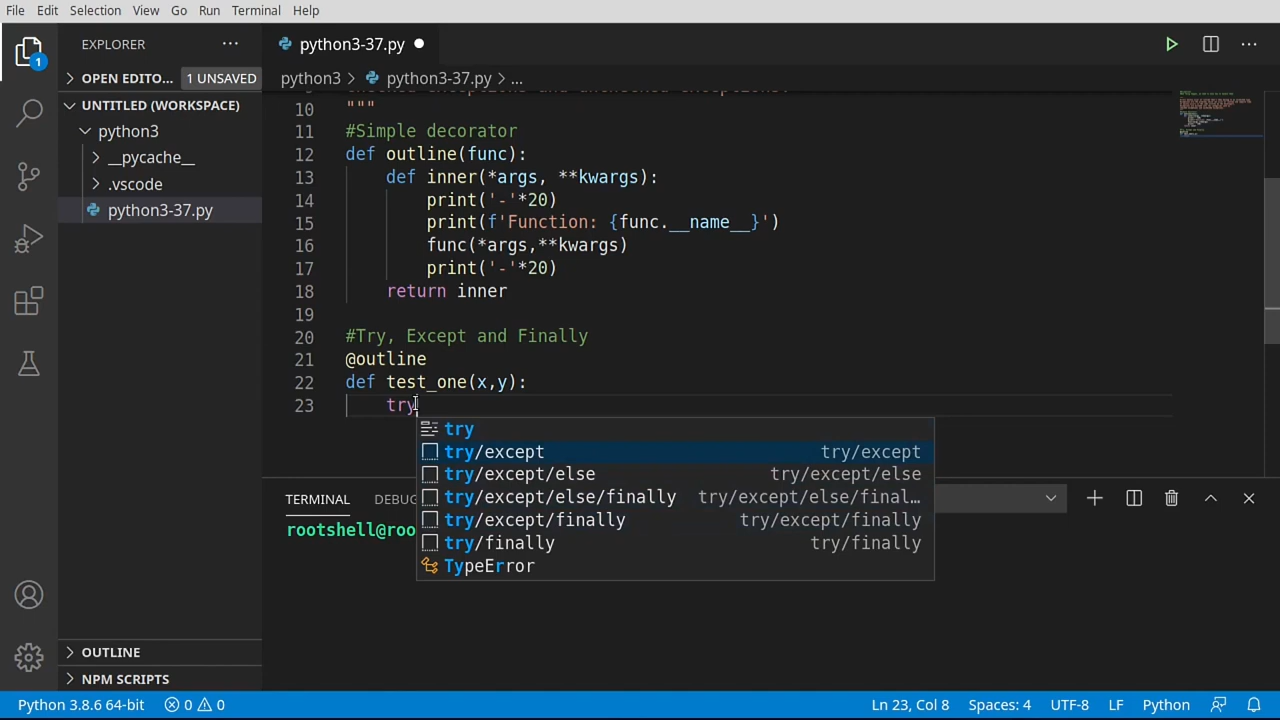 File Edit Selection View Go Run Terminal Help
EXPLORER
python3-37.py
1
OPEN EDITO... 1 UNSAVED
python3 > python3-37.py > ...
UNTITLED (WORKSPACE)
python3
__pycache__
.vscode
python3-37.py
10 """
11 #Simple decorator
12 def outline(func):
13 def inner(*args, **kwargs):
14 print('-'*20)
15 print(f'Function: {func.__name__}')
16 func(*args,**kwargs)
17 print('-'*20)
18 return inner
19
20 #Try, Except and Finally
21 @outline
22 def test_one(x,y):
23 try
try
try/except try/except
try/except/else try/except/else
try/except/else/finally try/except/else/final...
try/except/finally try/except/finally
try/finally try/finally
TypeError
TERMINAL DEBUG
rootshell@roo
OUTLINE
NPM SCRIPTS
Python 3.8.6 64-bit 0 0 Ln 23, Col 8 Spaces: 4 UTF-8 LF Python